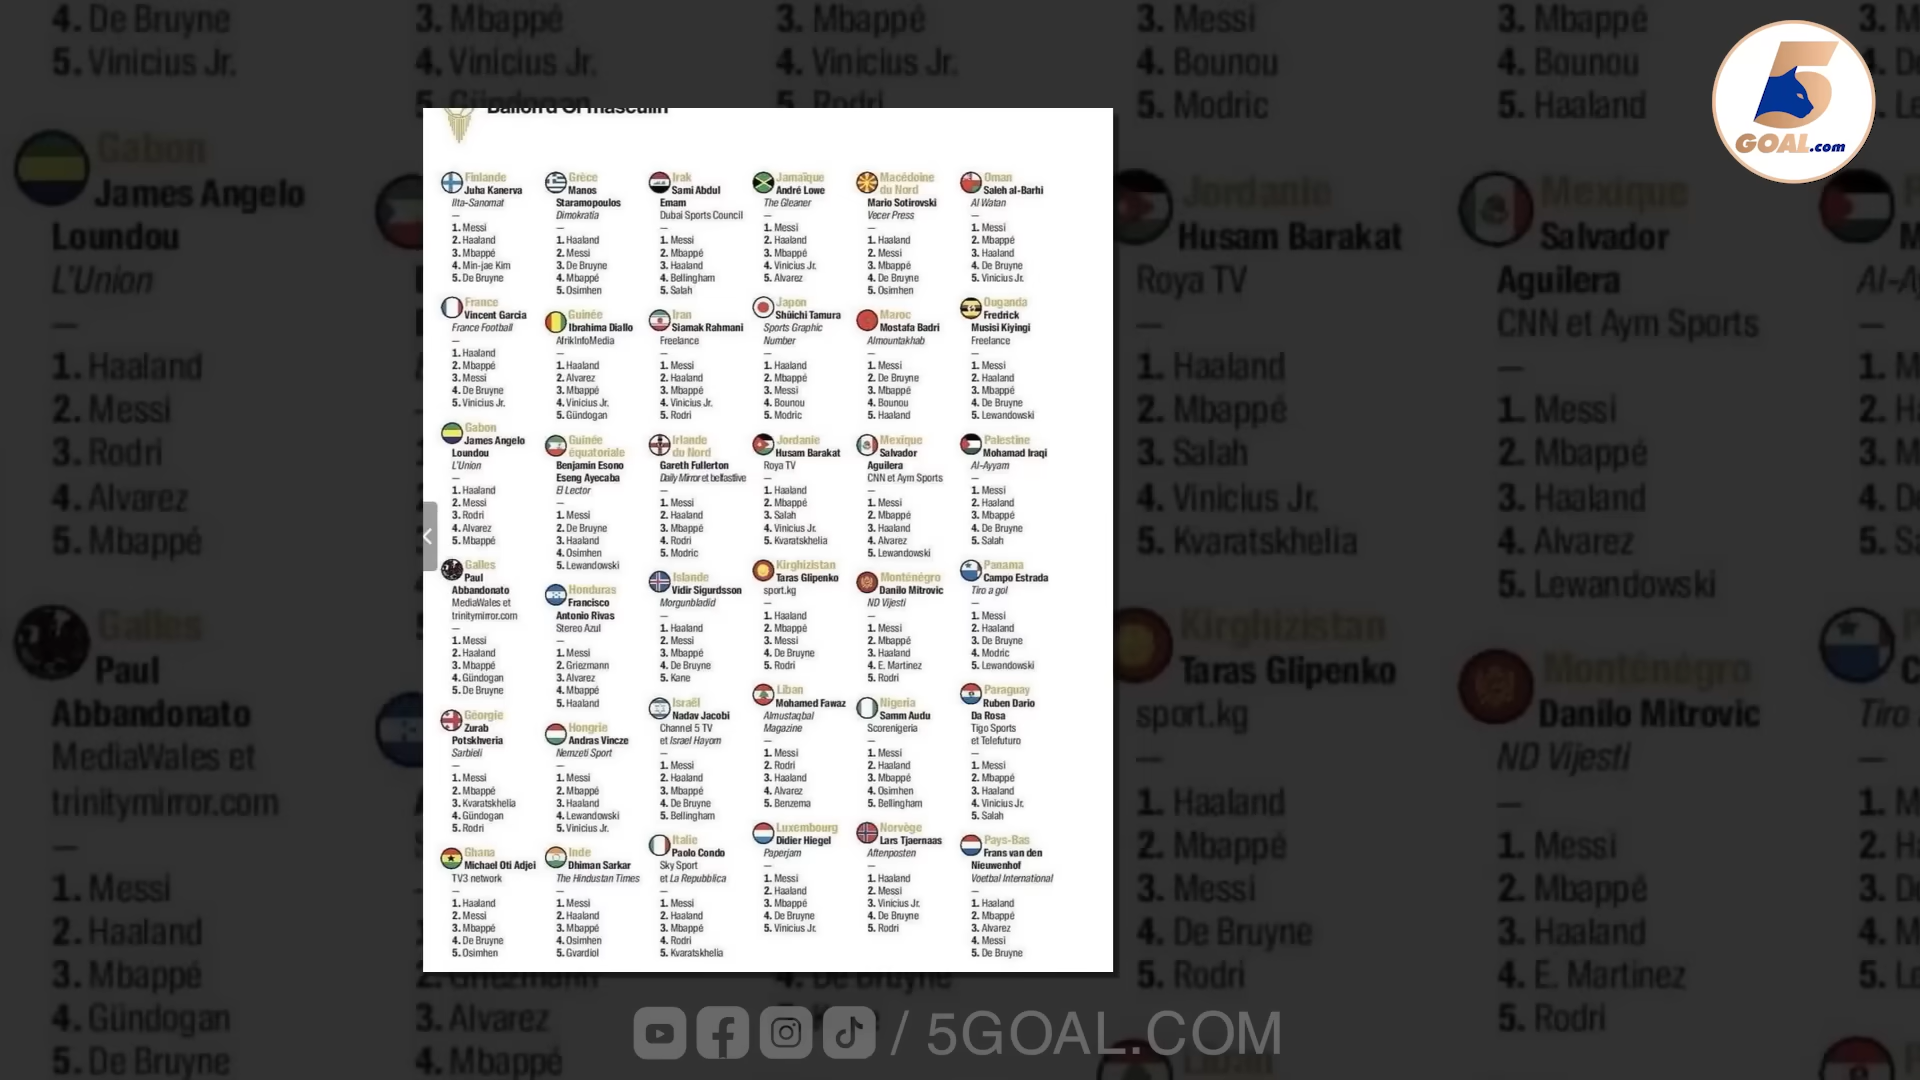 Ballon d'Or masculin
Finlande
Juha Kanerva
Ilta-Sanomat
—
1. Messi
2. Haaland
3. Mbappé
4. Min-jae Kim
5. De Bruyne
France
Vincent Garcia
France Football
—
1. Haaland
2. Mbappé
3. Messi
4. De Bruyne
5. Vinicius Jr.
Gabon
James Angelo
Loundou
L'Union
—
1. Haaland
2. Messi
3. Rodri
4. Alvarez
5. Mbappé
Galles
Paul
Abbandonato
MediaWales et
trinitymirror.com
—
1. Messi
2. Haaland
3. Mbappé
4. Gündogan
5. De Bruyne
Géorgie
Zurab
Potskhveria
Sarbieli
—
1. Messi
2. Mbappé
3. Kvaratskhelia
4. Gündogan
5. Rodri
Ghana
Michael Oti Adjei
TV3 network
—
1. Haaland
2. Messi
3. Mbappé
4. De Bruyne
5. Osimhen
Grèce
Manos
Staramopoulos
Dimokratia
—
1. Haaland
2. Messi
3. De Bruyne
4. Mbappé
5. Osimhen
Guinée
Ibrahima Diallo
AfrikInfoMedia
—
1. Haaland
2. Alvarez
3. Mbappé
4. Vinicius Jr.
5. Gündogan
Guinée
équatoriale
Benjamin Esono
Eseng Ayecaba
El Lector
—
1. Messi
2. De Bruyne
3. Haaland
4. Osimhen
5. Lewandowski
Honduras
Francisco
Antonio Rivas
Stereo Azul
—
1. Messi
2. Griezmann
3. Alvarez
4. Mbappé
5. Haaland
Hongrie
Andras Vincze
Nemzeti Sport
—
1. Messi
2. Mbappé
3. Haaland
4. Lewandowski
5. Vinicius Jr.
Inde
Dhiman Sarkar
The Hindustan Times
—
1. Messi
2. Haaland
3. Mbappé
4. Osimhen
5. Gvardiol
Irak
Sami Abdul
Emam
Dubai Sports Council
—
1. Messi
2. Mbappé
3. Haaland
4. Bellingham
5. Salah
Iran
Siamak Rahmani
Freelance
—
1. Messi
2. Haaland
3. Mbappé
4. Vinicius Jr.
5. Rodri
Irlande
du Nord
Gareth Fullerton
Daily Mirror et belfastlive
—
1. Messi
2. Haaland
3. Mbappé
4. Rodri
5. Modric
Islande
Vidir Sigurdsson
Morgunbladid
—
1. Haaland
2. Messi
3. Mbappé
4. De Bruyne
5. Kane
Israël
Nadav Jacobi
Channel 5 TV
et Israel Hayom
—
1. Messi
2. Haaland
3. Mbappé
4. De Bruyne
5. Bellingham
Italie
Paolo Condo
Sky Sport
et La Repubblica
—
1. Messi
2. Haaland
3. Mbappé
4. Rodri
5. Kvaratskhelia
Jamaïque
André Lowe
The Gleaner
—
1. Messi
2. Haaland
3. Mbappé
4. Vinicius Jr.
5. Alvarez
Japon
Shûichi Tamura
Sports Graphic
Number
—
1. Haaland
2. Mbappé
3. Messi
4. Bounou
5. Modric
Jordanie
Husam Barakat
Roya TV
—
1. Haaland
2. Mbappé
3. Salah
4. Vinicius Jr.
5. Kvaratskhelia
Kirghizistan
Taras Glipenko
sport.kg
—
1. Haaland
2. Mbappé
3. Messi
4. De Bruyne
5. Rodri
Liban
Mohamed Fawaz
Almustaqbal
Magazine
—
1. Messi
2. Rodri
3. Haaland
4. Alvarez
5. Benzema
Luxembourg
Didier Hiegel
Paperjam
—
1. Messi
2. Haaland
3. Mbappé
4. De Bruyne
5. Vinicius Jr.
Macédoine
du Nord
Mario Sotirovski
Vecer Press
—
1. Haaland
2. Messi
3. Mbappé
4. De Bruyne
5. Osimhen
Maroc
Mostafa Badri
Almountakhab
—
1. Messi
2. De Bruyne
3. Mbappé
4. Bounou
5. Haaland
Mexique
Salvador
Aguilera
CNN et Aym Sports
—
1. Messi
2. Mbappé
3. Haaland
4. Alvarez
5. Lewandowski
Monténégro
Danilo Mitrovic
ND Vijesti
—
1. Messi
2. Mbappé
3. Haaland
4. E. Martinez
5. Rodri
Nigeria
Samm Audu
Scorenigeria
—
1. Messi
2. Haaland
3. Mbappé
4. Osimhen
5. Bellingham
Norvège
Lars Tjaernaas
Aftenposten
—
1. Haaland
2. Messi
3. Vinicius Jr.
4. De Bruyne
5. Rodri
Oman
Saleh al-Barhi
Al Watan
—
1. Messi
2. Mbappé
3. Haaland
4. De Bruyne
5. Vinicius Jr.
Ouganda
Fredrick
Musisi Kiyingi
Freelance
—
1. Messi
2. Haaland
3. Mbappé
4. De Bruyne
5. Lewandowski
Palestine
Mohamad Iraqi
Al-Ayyam
—
1. Messi
2. Haaland
3. Mbappé
4. De Bruyne
5. Salah
Panama
Campo Estrada
Tiro a gol
—
1. Messi
2. Haaland
3. De Bruyne
4. Modric
5. Lewandowski
Paraguay
Ruben Dario
Da Rosa
Tigo Sports
et Telefuturo
—
1. Messi
2. Mbappé
3. Haaland
4. Vinicius Jr.
5. Salah
Pays-Bas
Frans van den
Nieuwenhof
Voetbal International
—
1. Haaland
2. Mbappé
3. Alvarez
4. Messi
5. De Bruyne
5
GOAL.com
/ 5GOAL.COM